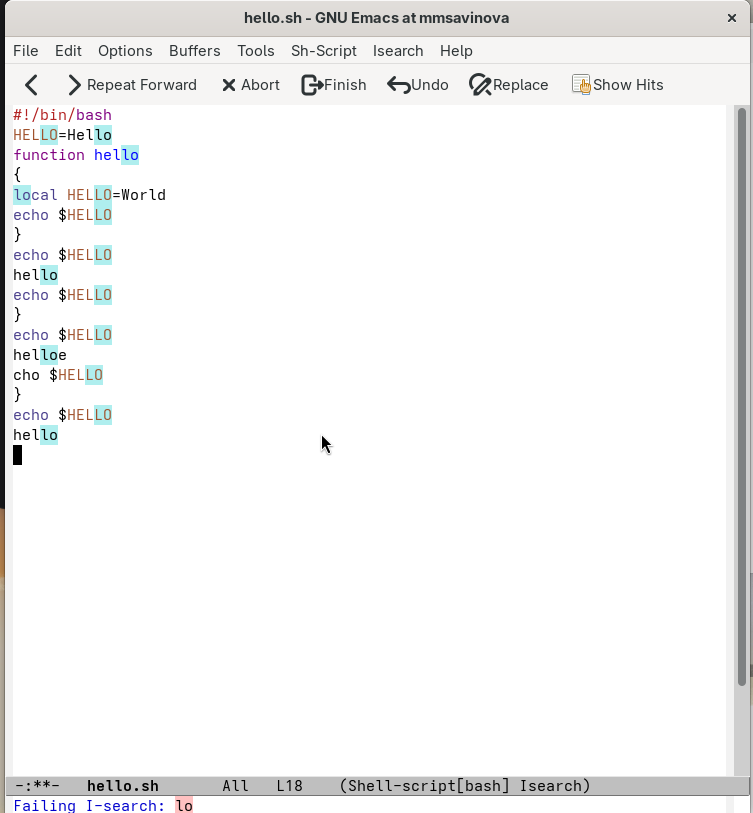 hello.sh - GNU Emacs at mmsavinova
File Edit Options Buffers Tools Sh-Script Isearch Help
Repeat Forward Abort Finish Undo Replace Show Hits
#!/bin/bash
HELLO=Hello
function hello
{
local HELLO=World
echo $HELLO
}
echo $HELLO
hello
echo $HELLO
}
echo $HELLO
helloe
cho $HELLO
}
echo $HELLO
hello
-:**- hello.sh All L18 (Shell-script[bash] Isearch)
Failing I-search: lo